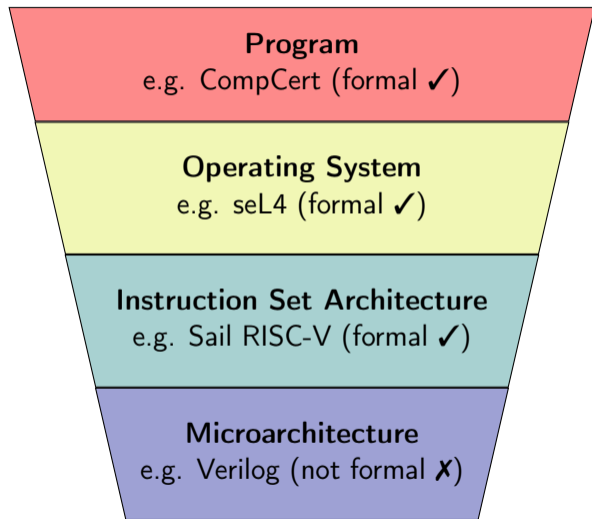 Program
e.g. CompCert (formal ✓)
Operating System
e.g. seL4 (formal ✓)
Instruction Set Architecture
e.g. Sail RISC-V (formal ✓)
Microarchitecture
e.g. Verilog (not formal ✗)